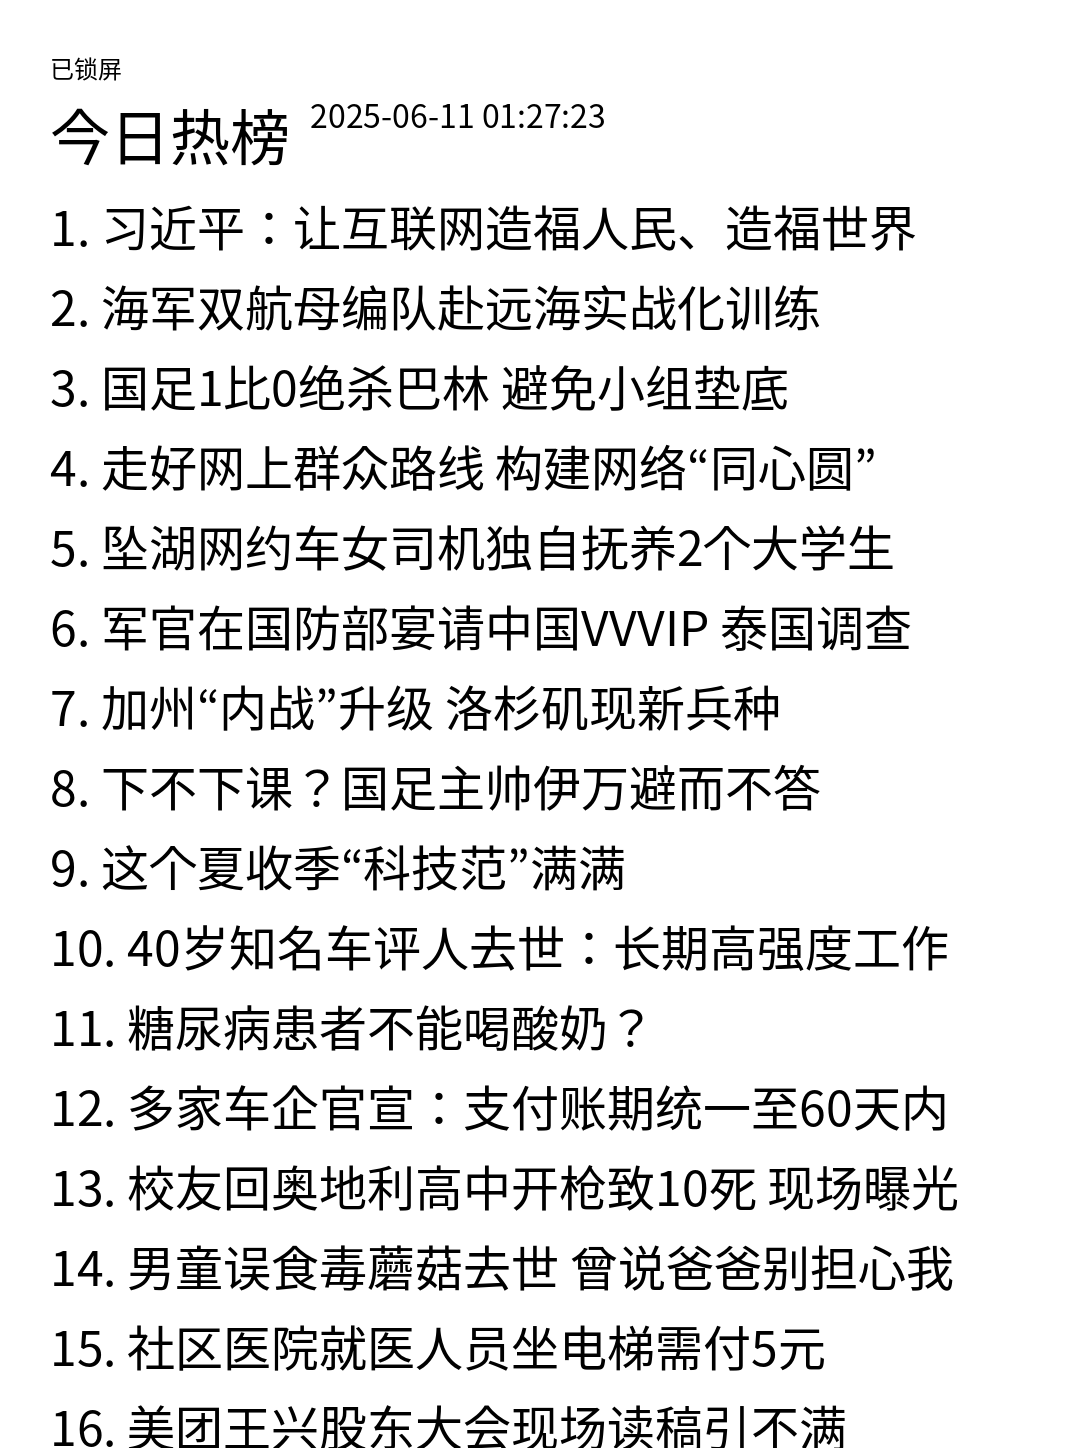 已锁屏
今日热榜 2025-06-11 01:27:23
1. 习近平：让互联网造福人民、造福世界
2. 海军双航母编队赴远海实战化训练
3. 国足1比0绝杀巴林 避免小组垫底
4. 走好网上群众路线 构建网络“同心圆”
5. 坠湖网约车女司机独自抚养2个大学生
6. 军官在国防部宴请中国VVVIP 泰国调查
7. 加州“内战”升级 洛杉矶现新兵种
8. 下不下课？国足主帅伊万避而不答
9. 这个夏收季“科技范”满满
10. 40岁知名车评人去世：长期高强度工作
11. 糖尿病患者不能喝酸奶？
12. 多家车企官宣：支付账期统一至60天内
13. 校友回奥地利高中开枪致10死 现场曝光
14. 男童误食毒蘑菇去世 曾说爸爸别担心我
15. 社区医院就医人员坐电梯需付5元
16. 美团王兴股东大会现场读稿引不满